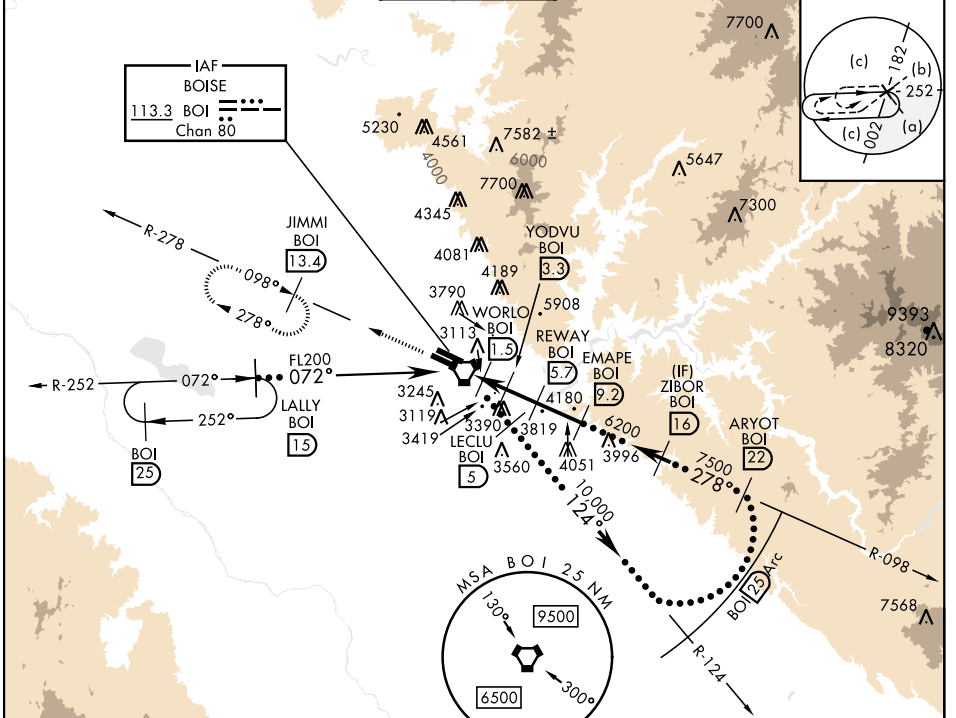 IAF
BOISE
113.3 BOI
Chan 80
7700
5230
4561
4000
7582 ±
6000
7700
5647
7300
4345
4081
4189
3790
3113
5908
9393
8320
(c)
182
(b)
252
(a)
(c)
002
R-278
JIMMI
BOI
13.4
098°
278°
YODVU
BOI
3.3
WORLO
BOI
1.5
REWAY
BOI
5.7
EMAPE
BOI
9.2
(IF)
ZIBOR
BOI
16
ARYOT
BOI
22
R-252
072°
FL200
072°
252°
LALLY
BOI
15
BOI
25
3245
3119
3419
3390
3819
4180
LECLU
BOI
5
3560
4051
3996
6200
7500
278°
10,000
124°
R-098
BOI 25 Arc
R-124
7568
MSA BOI 25 NM
130°
9500
6500
300°